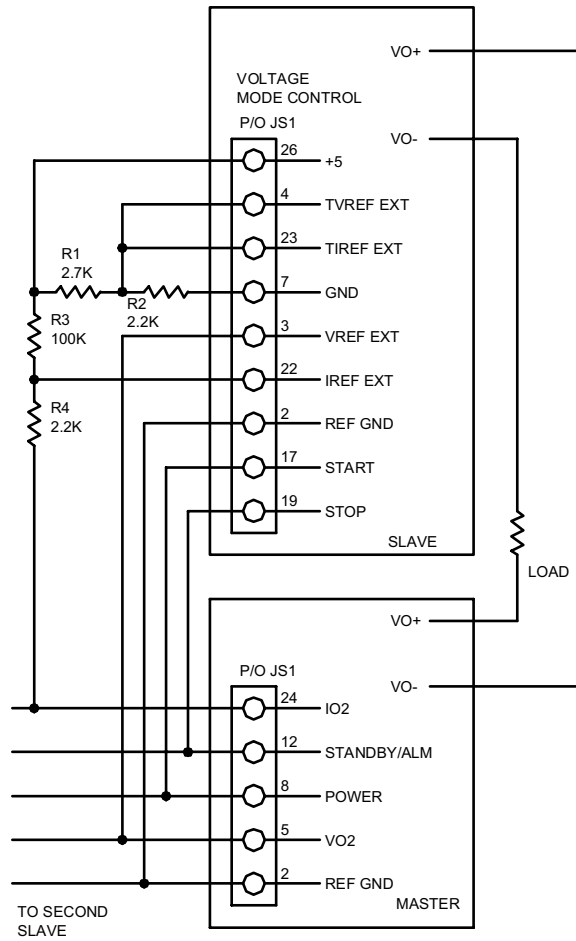 VO+
VOLTAGE
MODE CONTROL
VO-
P/O JS1
26
+5
4
TVREF EXT
23
TIREF EXT
R1
2.7K
7
GND
R2
2.2K
R3
100K
3
VREF EXT
22
IREF EXT
R4
2.2K
2
REF GND
17
START
19
STOP
SLAVE
LOAD
VO+
P/O JS1
VO-
24
IO2
12
STANDBY/ALM
8
POWER
5
VO2
2
REF GND
MASTER
TO SECOND
SLAVE